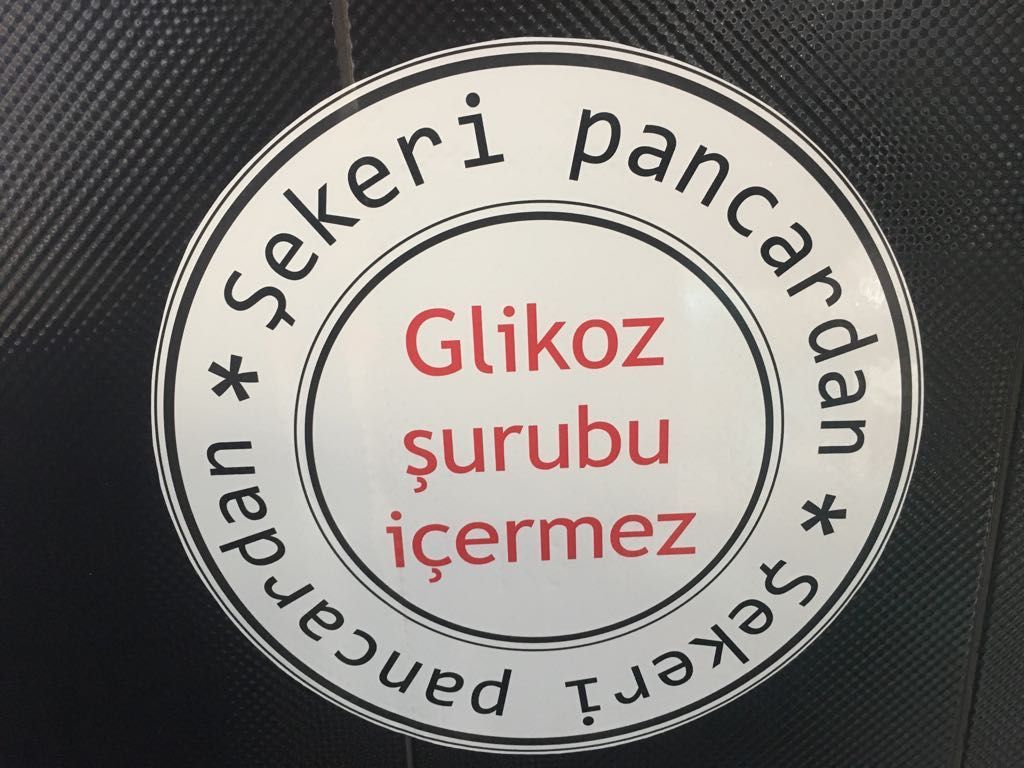 * Şekeri pancardan * Şekeri pancardan
Glikoz
şurubu
içermez